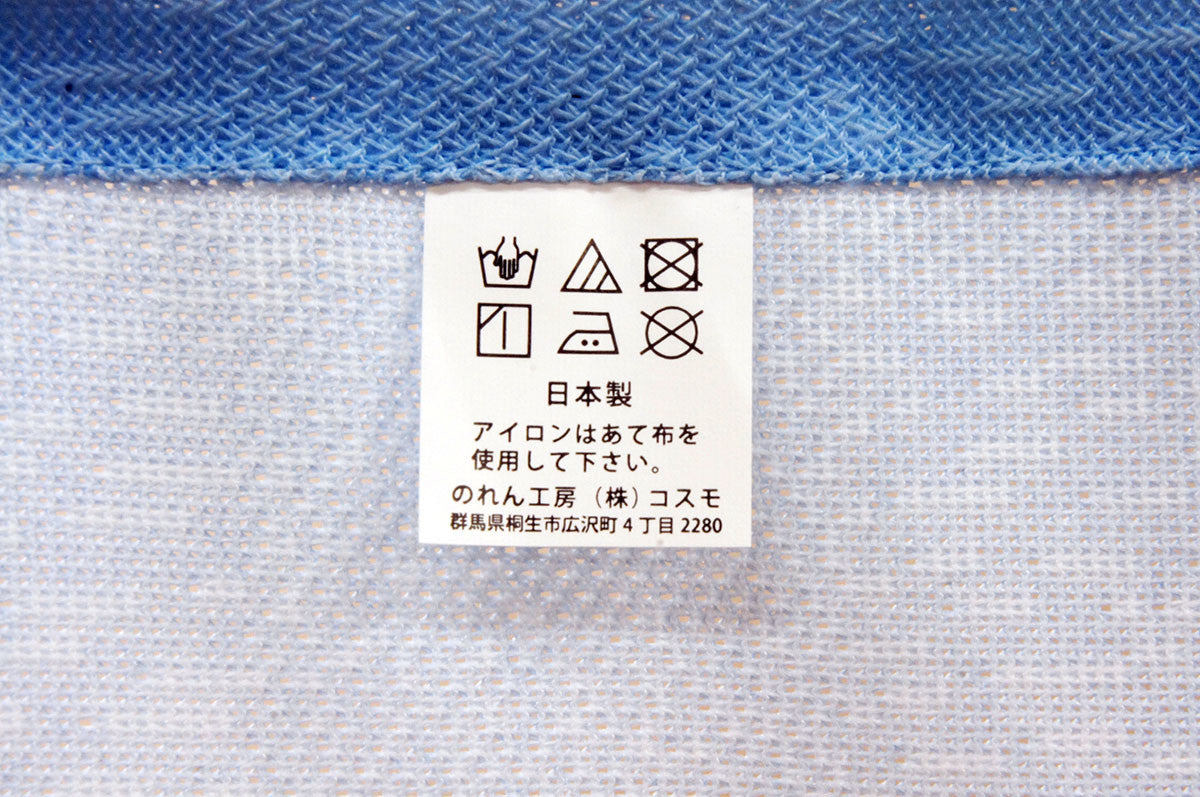 日本製
アイロンはあて布を
使用して下さい。
のれん工房（株）コスモ
群馬県桐生市広沢町4丁目2280